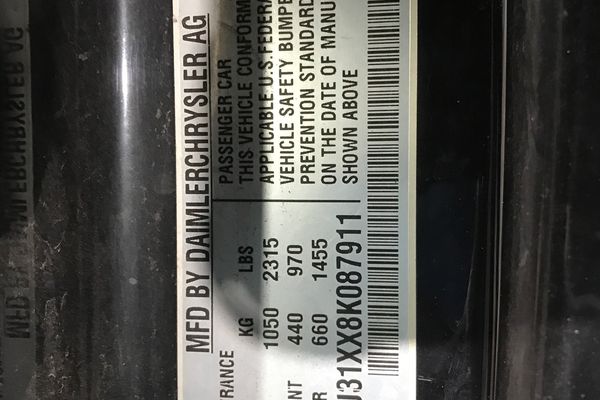 MFD BY DAIMLERCHRYSLER AG
PASSENGER CAR
THIS VEHICLE CONFORM
APPLICABLE U.S. FEDERA
VEHICLE SAFETY BUMPE
PREVENTION STANDARD
ON THE DATE OF MANU
SHOWN ABOVE
RANCE KG LBS
1050 2315
NT 440 970
R 660 1455
J31XX8K087911